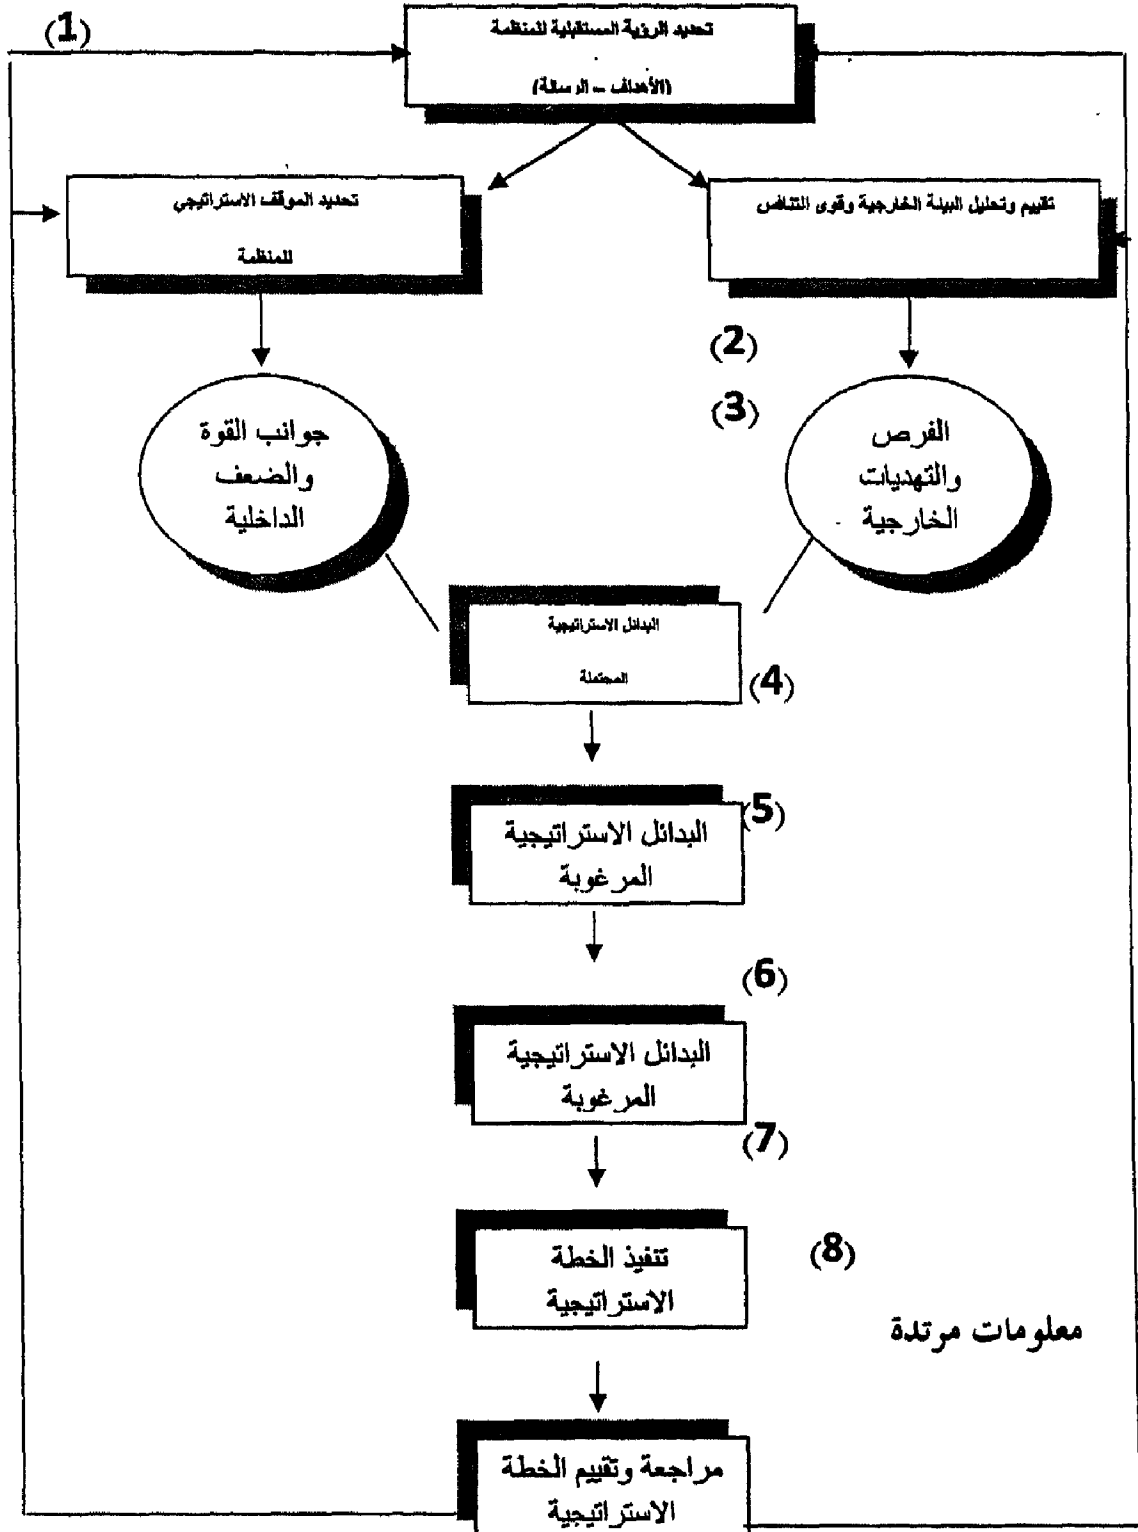 (1)
تحديد الرؤية المستقبلية للمنظمة
(الأهداف – الرسالة)
تقييم وتحليل البيئة الخارجية وقوى التنافس
تحديد الموقف الاستراتيجي
للمنظمة
(2)
(3)
الفرص
والتهديات
الخارجية
جوانب القوة
والضعف
الداخلية
البدائل الاستراتيجية
المحتملة
(4)
(5)
البدائل الاستراتيجية
المرغوبة
(6)
البدائل الاستراتيجية
المرغوبة
(7)
تنفيذ الخطة
الاستراتيجية
(8)
معلومات مرتدة
مراجعة وتقييم الخطة
الاستراتيجية